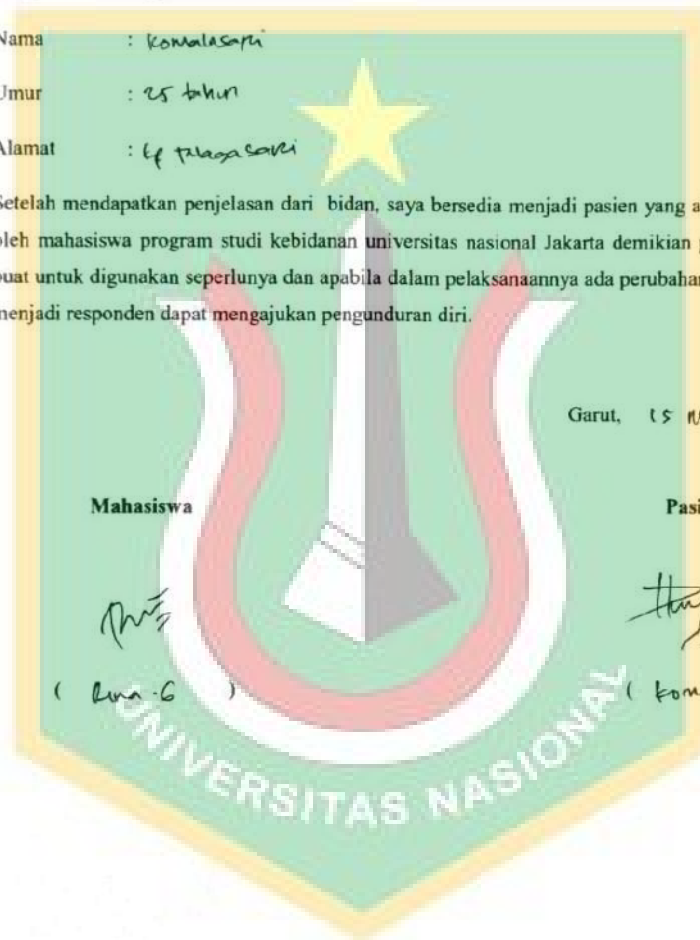 Nama : Komalasari
Umur : 25 tahun
Alamat : kp talagasari
Setelah mendapatkan penjelasan dari bidan, saya bersedia menjadi pasien yang a
oleh mahasiswa program studi kebidanan universitas nasional Jakarta demikian
buat untuk digunakan seperlunya dan apabila dalam pelaksanaannya ada perubahan
menjadi responden dapat mengajukan pengunduran diri.
Garut, 15
Mahasiswa Pasi
( Rina .G ) ( kom
UNIVERSITAS NASIONAL